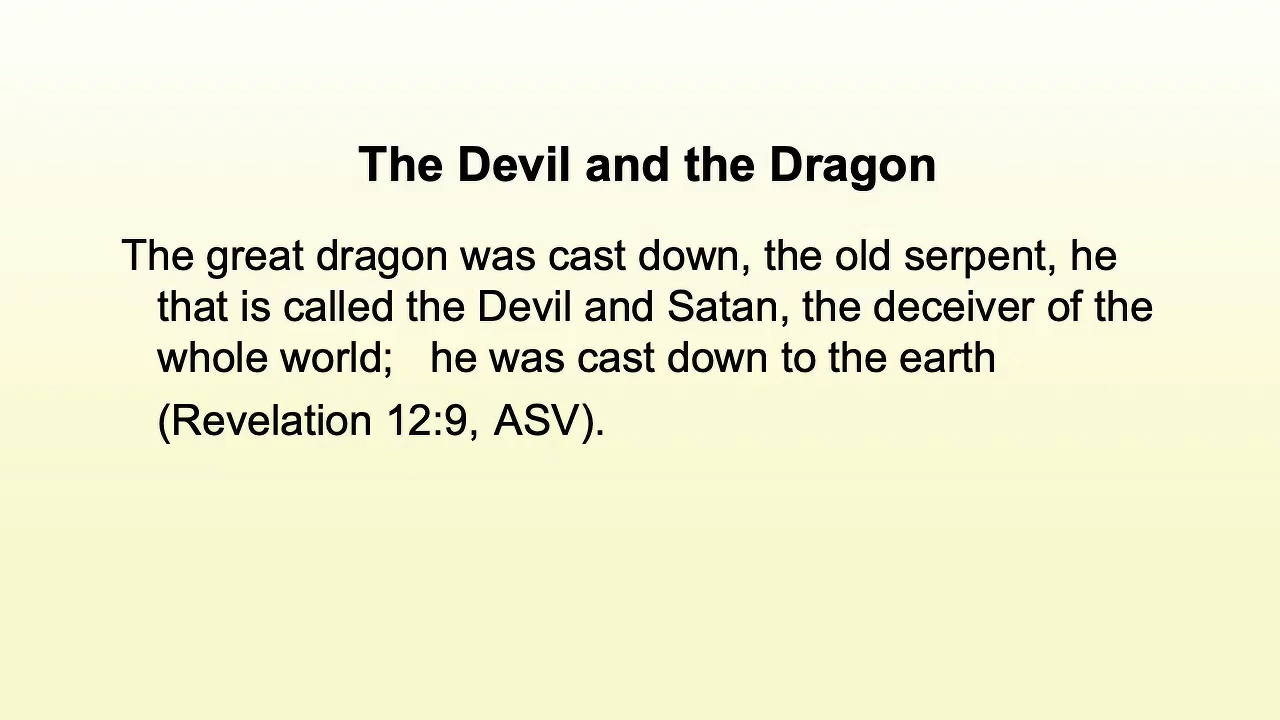 The Devil and the Dragon
The great dragon was cast down, the old serpent, he
that is called the Devil and Satan, the deceiver of the
whole world;   he was cast down to the earth
(Revelation 12:9, ASV).